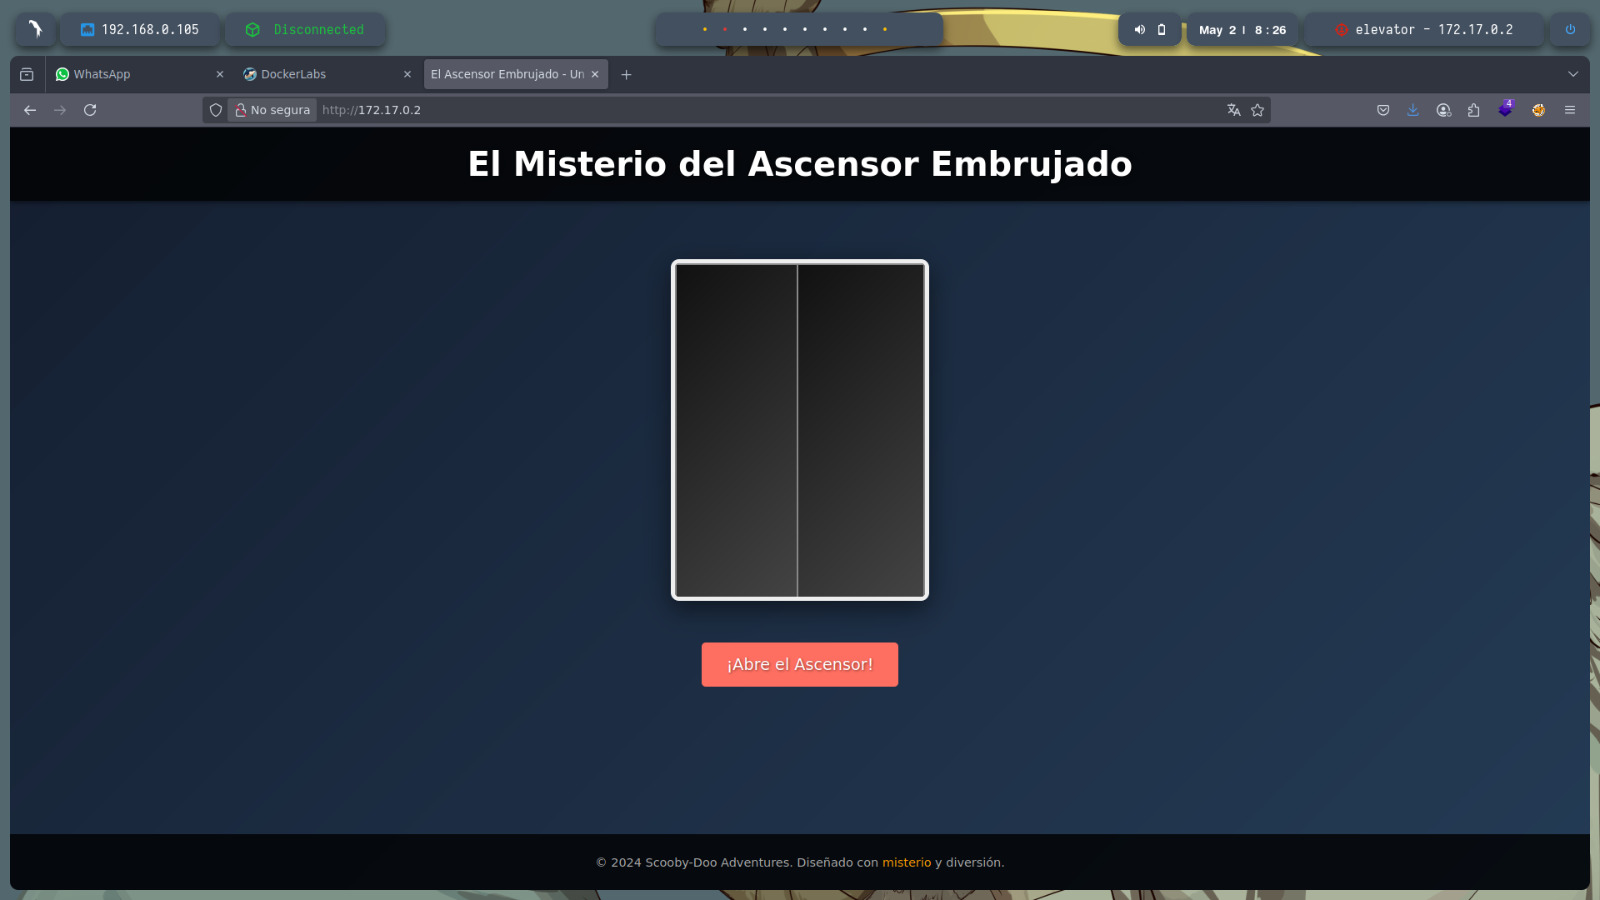 192.168.0.105
Disconnected
May 2 | 8:26
elevator - 172.17.0.2
WhatsApp
DockerLabs
El Ascensor Embrujado - Un
No segura
http://172.17.0.2
4
El Misterio del Ascensor Embrujado
¡Abre el Ascensor!
© 2024 Scooby-Doo Adventures. Diseñado con misterio y diversión.